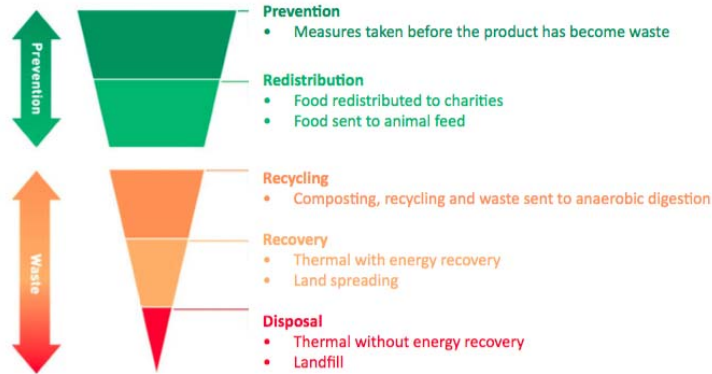 Prevention
Prevention
• Measures taken before the product has become waste
Redistribution
• Food redistributed to charities
• Food sent to animal feed
Waste
Recycling
• Composting, recycling and waste sent to anaerobic digestion
Recovery
• Thermal with energy recovery
• Land spreading
Disposal
• Thermal without energy recovery
• Landfill